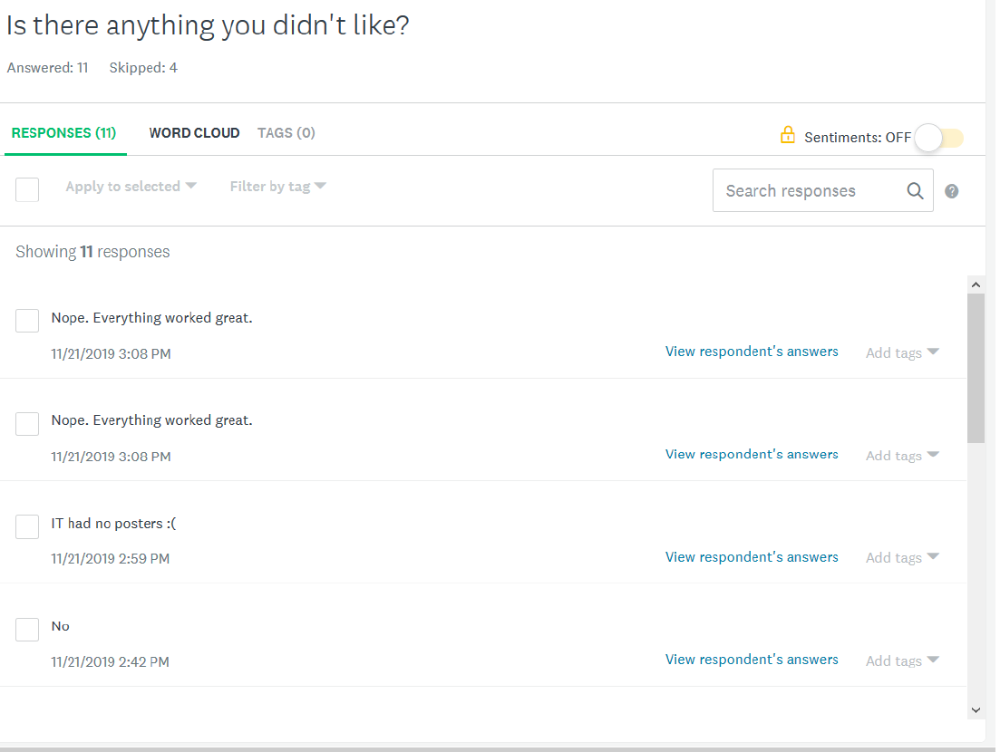 Is there anything you didn't like?
Answered: 11 Skipped: 4
RESPONSES (11) WORD CLOUD TAGS (0) Sentiments: OFF
Apply to selected Filter by tag Search responses ?
Showing 11 responses
Nope. Everything worked great.
11/21/2019 3:08 PM View respondent's answers Add tags
Nope. Everything worked great.
11/21/2019 3:08 PM View respondent's answers Add tags
IT had no posters :(
11/21/2019 2:59 PM View respondent's answers Add tags
No
11/21/2019 2:42 PM View respondent's answers Add tags